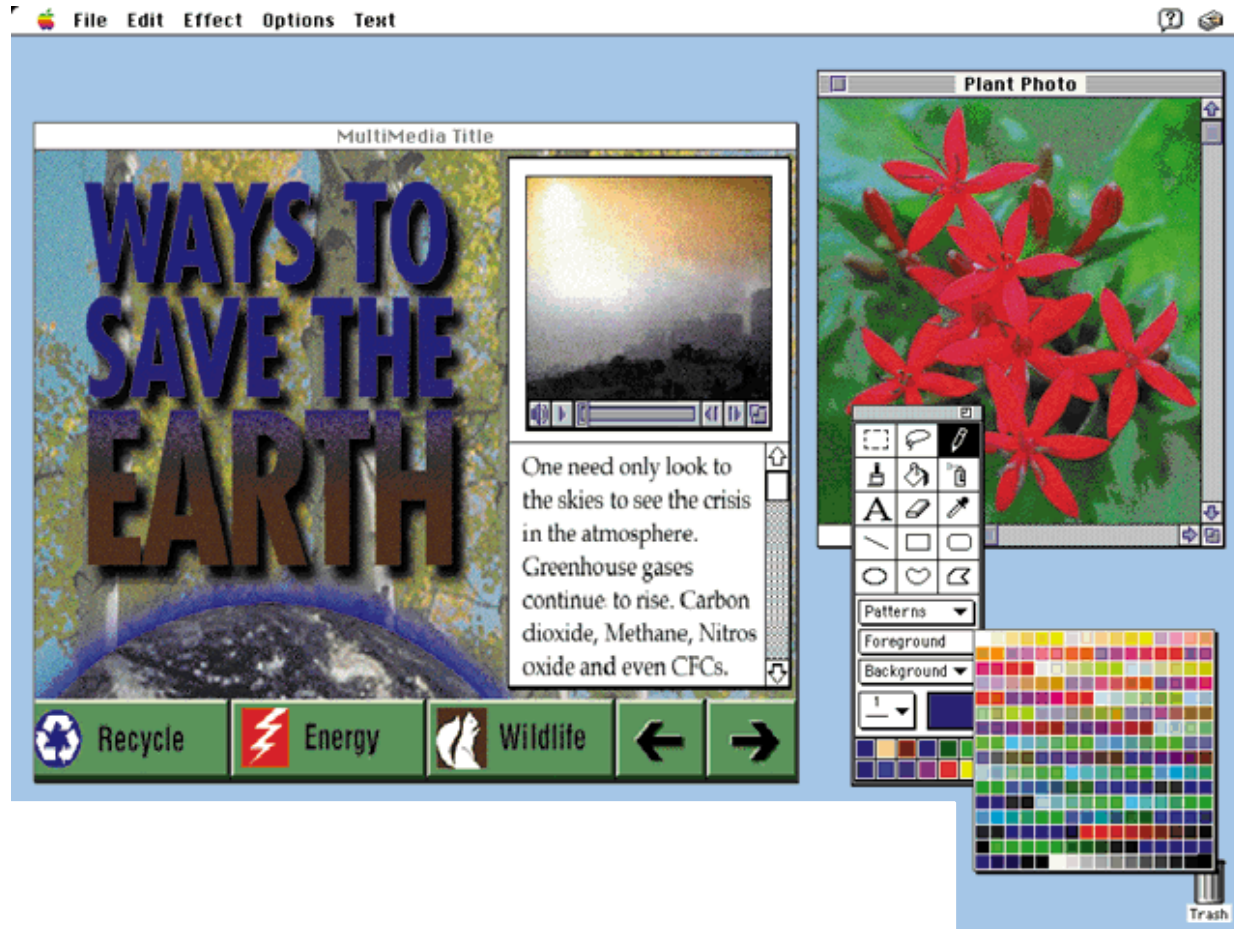 File Edit Effect Options Text
MultiMedia Title
WAYS TO
SAVE THE
EARTH
One need only look to
the skies to see the crisis
in the atmosphere.
Greenhouse gases
continue to rise. Carbon
dioxide, Methane, Nitros
oxide and even CFCs.
Recycle
Energy
Wildlife
Plant Photo
A
Patterns
Foreground
Background
1
Trash